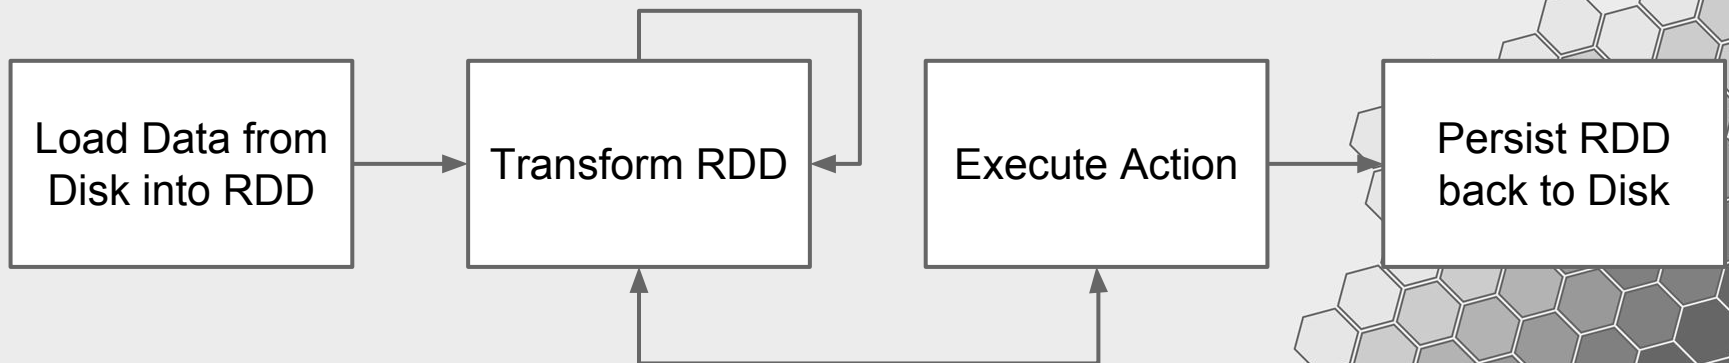 Load Data from
Disk into RDD
Transform RDD
Execute Action
Persist RDD
back to Disk